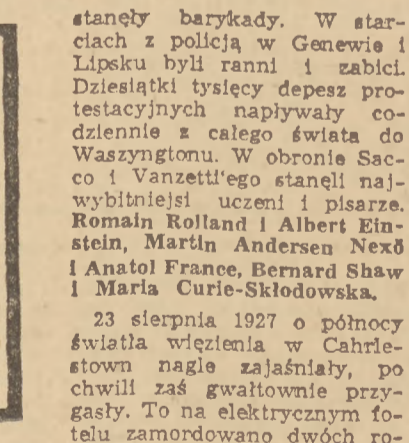 stanęły barykady. W star-
ciach z policją w Genewie i
Lipsku byli ranni i zabici.
Dziesiątki tysięcy depesz pro-
testacyjnych napływały co-
dziennie z całego świata do
Waszyngtonu. W obronie Sac-
co i Vanzetti'ego stanęli naj-
wybitniejsi uczeni i pisarze.
Romain Rolland i Albert Ein-
stein, Martin Andersen Nexö
i Anatol France, Bernard Shaw
i Maria Curie-Skłodowska.
23 sierpnia 1927 o północy
światła więzienia w Cahrle-
stown nagle zajaśniały, po
chwili zaś gwałtownie przy-
gasły. To na elektrycznym fo-
telu zamordowano dwóch ro-